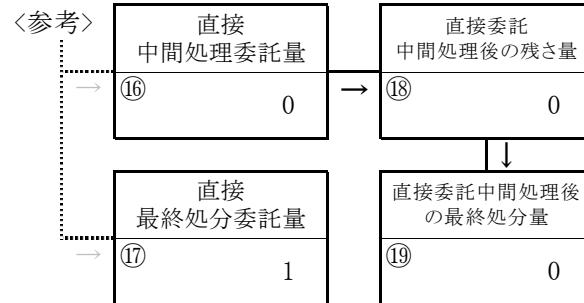 〈参考〉
直接
中間処理委託量
⑯
0
→
→
直接委託
中間処理後の残さ量
⑱
0
↓
直接
最終処分委託量
→
⑰
1
直接委託中間処理後
の最終処分量
⑲
0